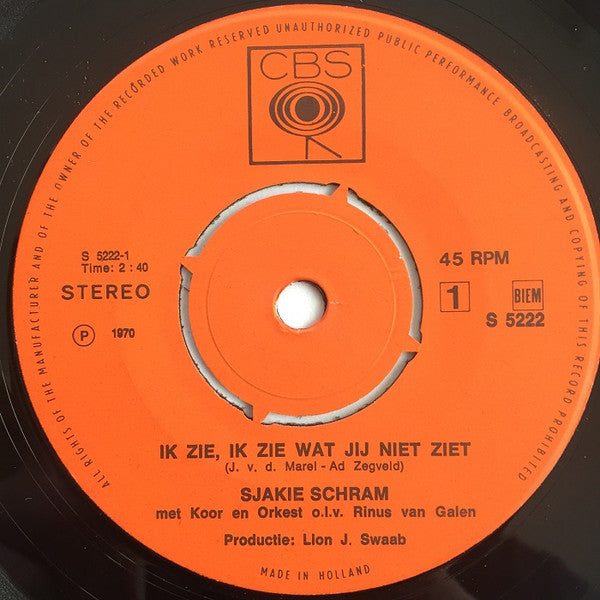 ALL RIGHTS OF THE MANUFACTURER AND OF THE OWNER OF THE RECORDED WORK RESERVED UNAUTHORIZED PUBLIC PERFORMANCE BROADCASTING AND COPYING OF THIS RECORD PROHIBITED
CBS
S 5222-1
Time: 2:40
STEREO
P 1970
45 RPM
1 BIEM
S 5222
IK ZIE, IK ZIE WAT JIJ NIET ZIET
(J. v. d. Marel - Ad Zegveld)
SJAKIE SCHRAM
met Koor en Orkest o.l.v. Rinus van Galen
Productie: Lion J. Swaab
MADE IN HOLLAND